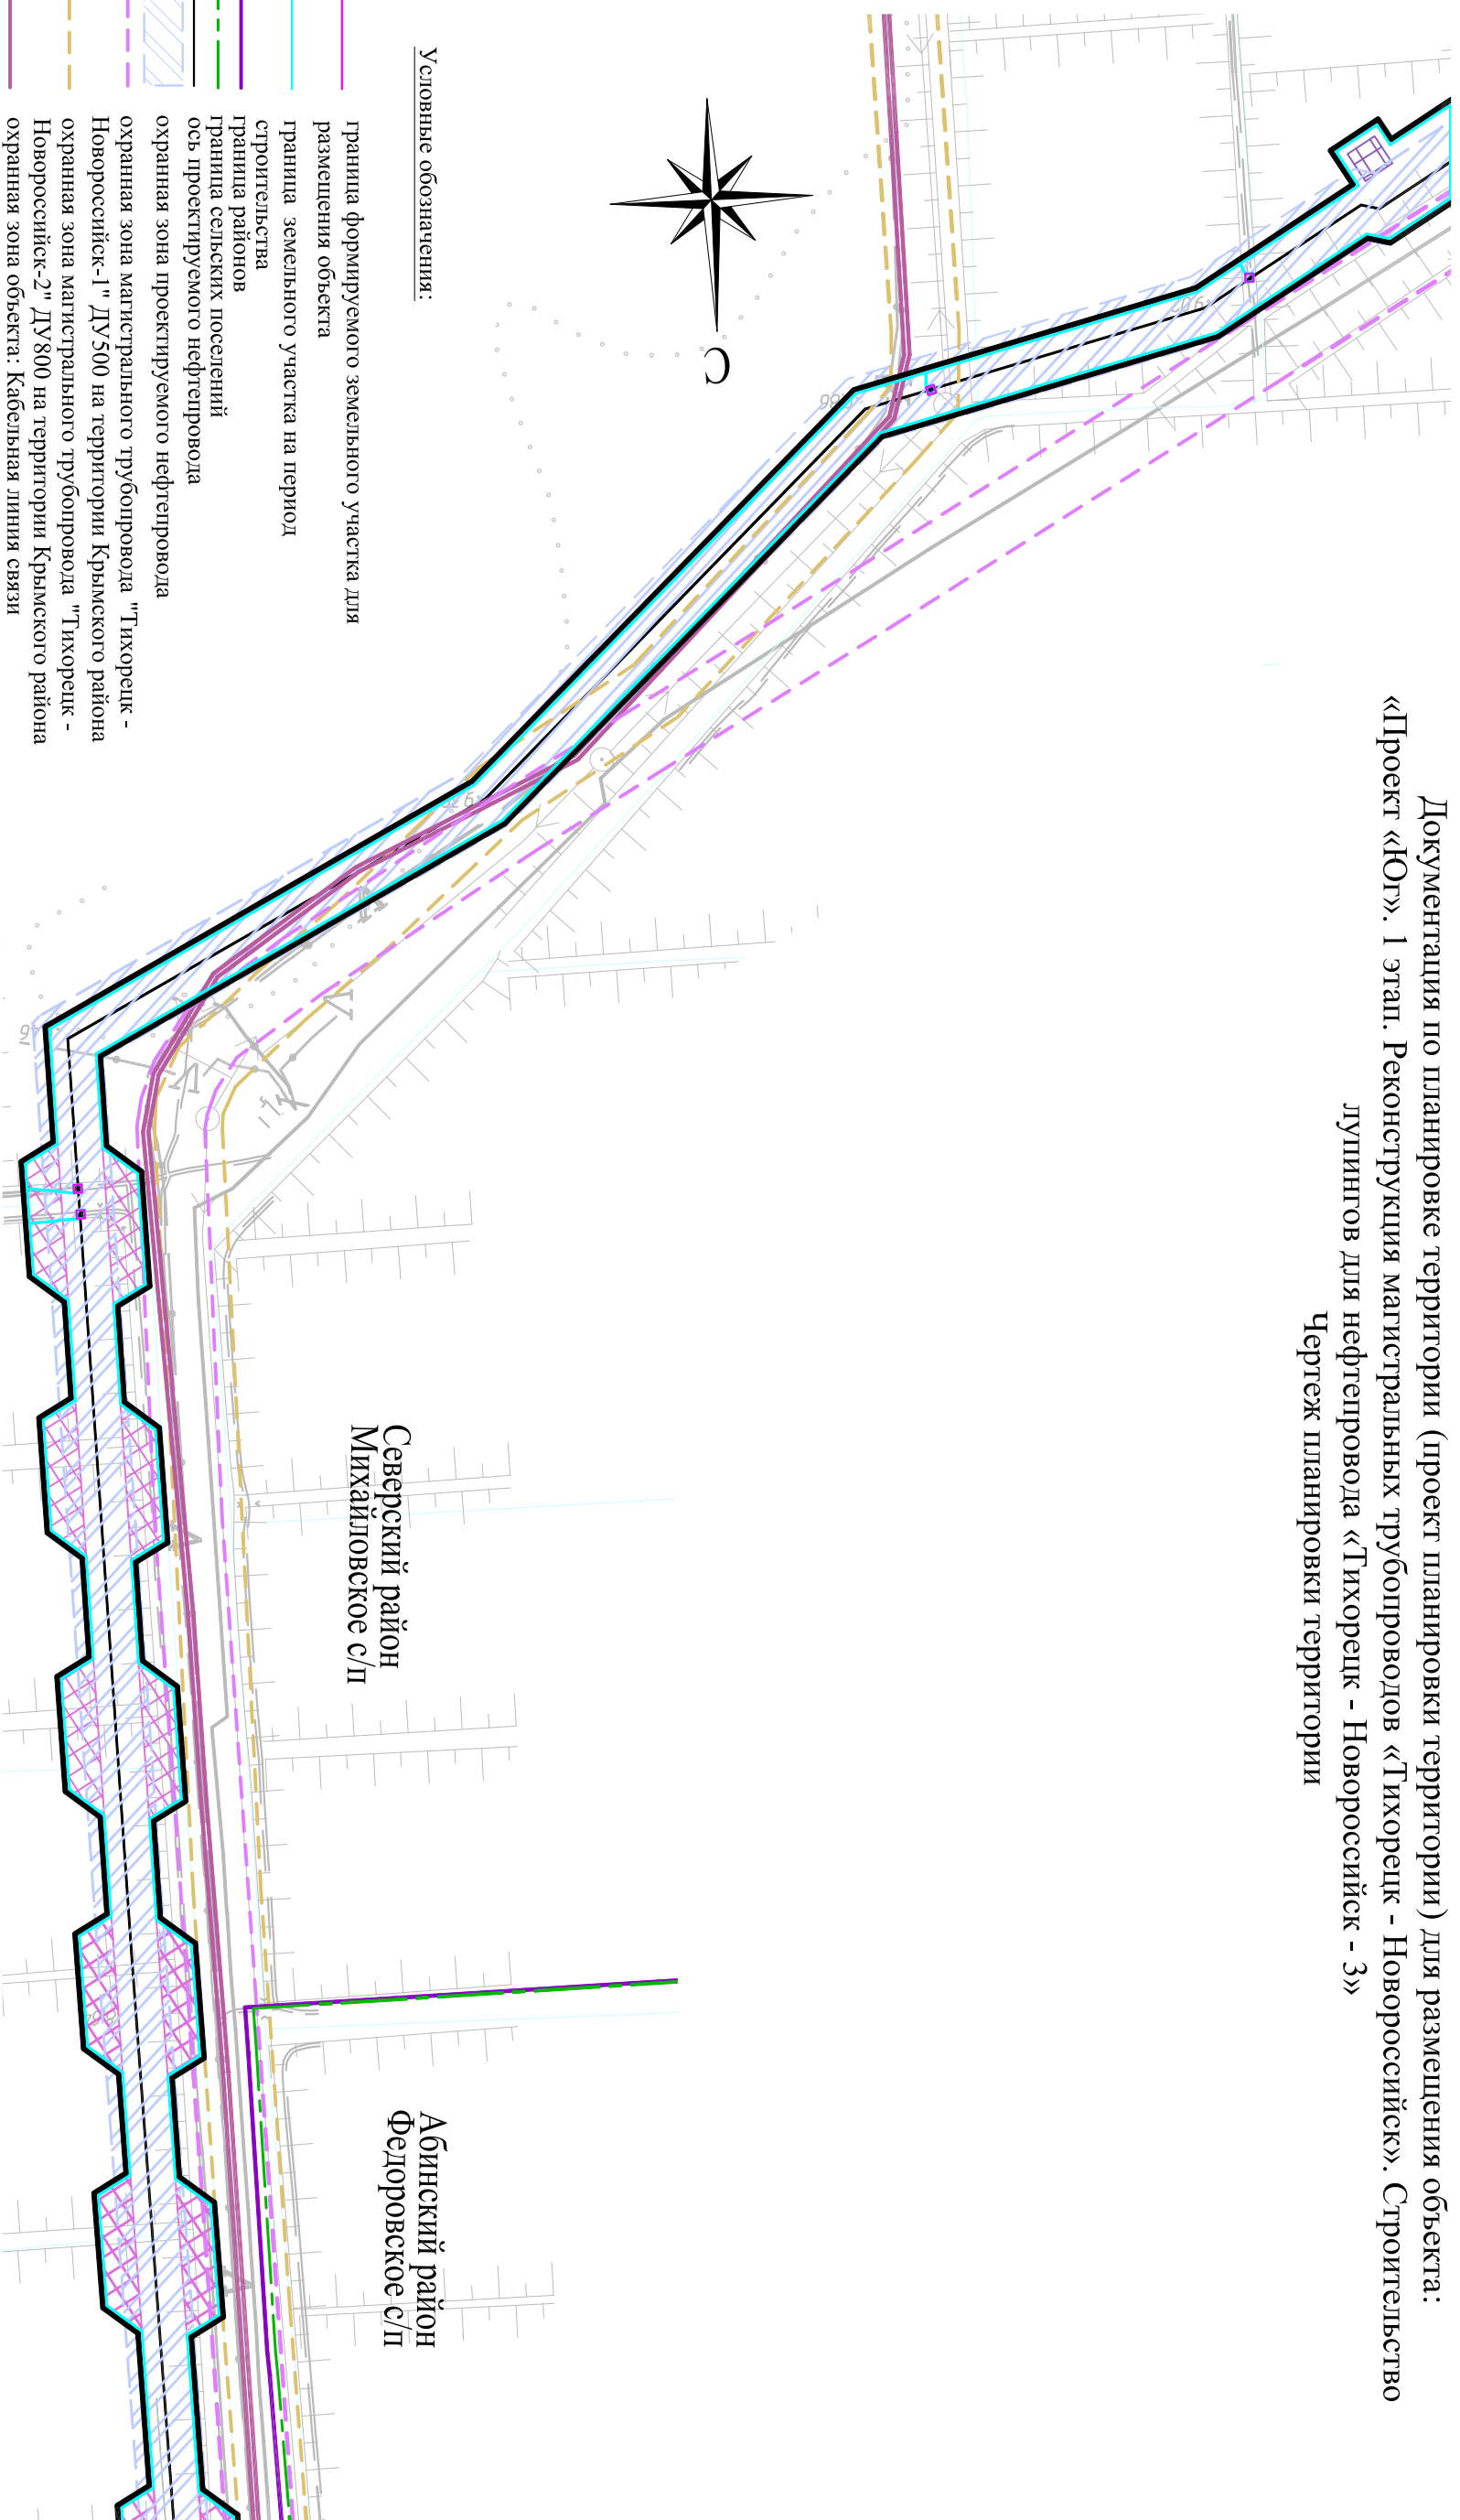 Документация по планировке территории (проект планировки территории) для размещения объекта:
«Проект «Юг». 1 этап. Реконструкция магистральных трубопроводов «Тихорецк - Новороссийск». Строительство
лупингов для нефтепровода «Тихорецк - Новороссийск - 3»
Чертеж планировки территории
С
Условные обозначения:
граница формируемого земельного участка для
размещения объекта
граница земельного участка на период
строительства
граница районов
граница сельских поселений
ось проектируемого нефтепровода
охранная зона проектируемого нефтепровода
охранная зона магистрального трубопровода "Тихорецк -
Новороссийск-1" ДУ500 на территории Крымского района
охранная зона магистрального трубопровода "Тихорецк -
Новороссийск-2" ДУ800 на территории Крымского района
охранная зона объекта: Кабельная линия связи
Северский район
Михайловское с/п
Абинский район
Федоровское с/п